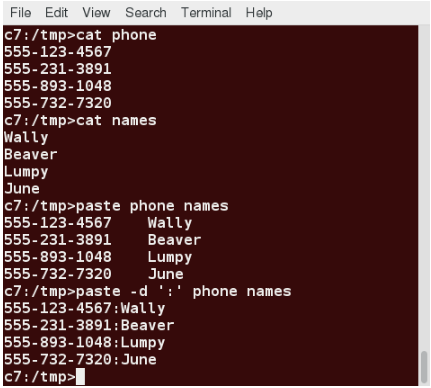 File Edit View Search Terminal Help
c7:/tmp>cat phone
555-123-4567
555-231-3891
555-893-1048
555-732-7320
c7:/tmp>cat names
Wally
Beaver
Lumpy
June
c7:/tmp>paste phone names
555-123-4567    Wally
555-231-3891    Beaver
555-893-1048    Lumpy
555-732-7320    June
c7:/tmp>paste -d ':' phone names
555-123-4567:Wally
555-231-3891:Beaver
555-893-1048:Lumpy
555-732-7320:June
c7:/tmp>